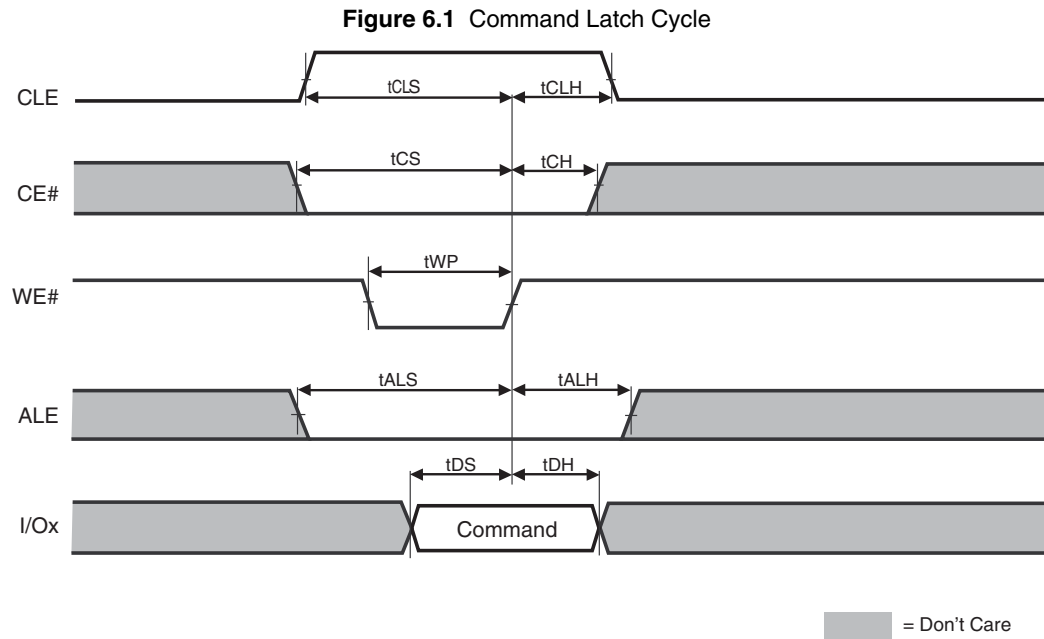 Figure 6.1 Command Latch Cycle
CLE
tCLS
tCLH
CE#
tCS
tCH
WE#
tWP
ALE
tALS
tALH
I/Ox
tDS
tDH
Command
= Don't Care